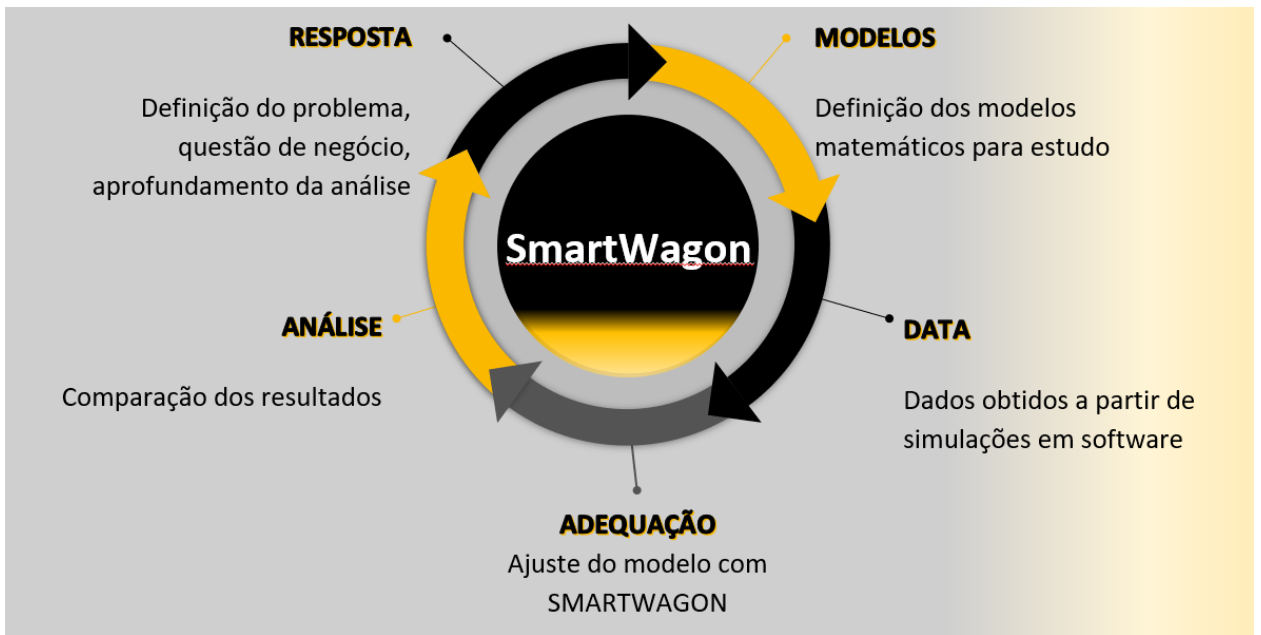 RESPOSTA
Definição do problema,
questão de negócio,
aprofundamento da análise
MODELOS
Definição dos modelos
matemáticos para estudo
SmartWagon
ANÁLISE
Comparação dos resultados
DATA
Dados obtidos a partir de
simulações em software
ADEQUAÇÃO
Ajuste do modelo com
SMARTWAGON